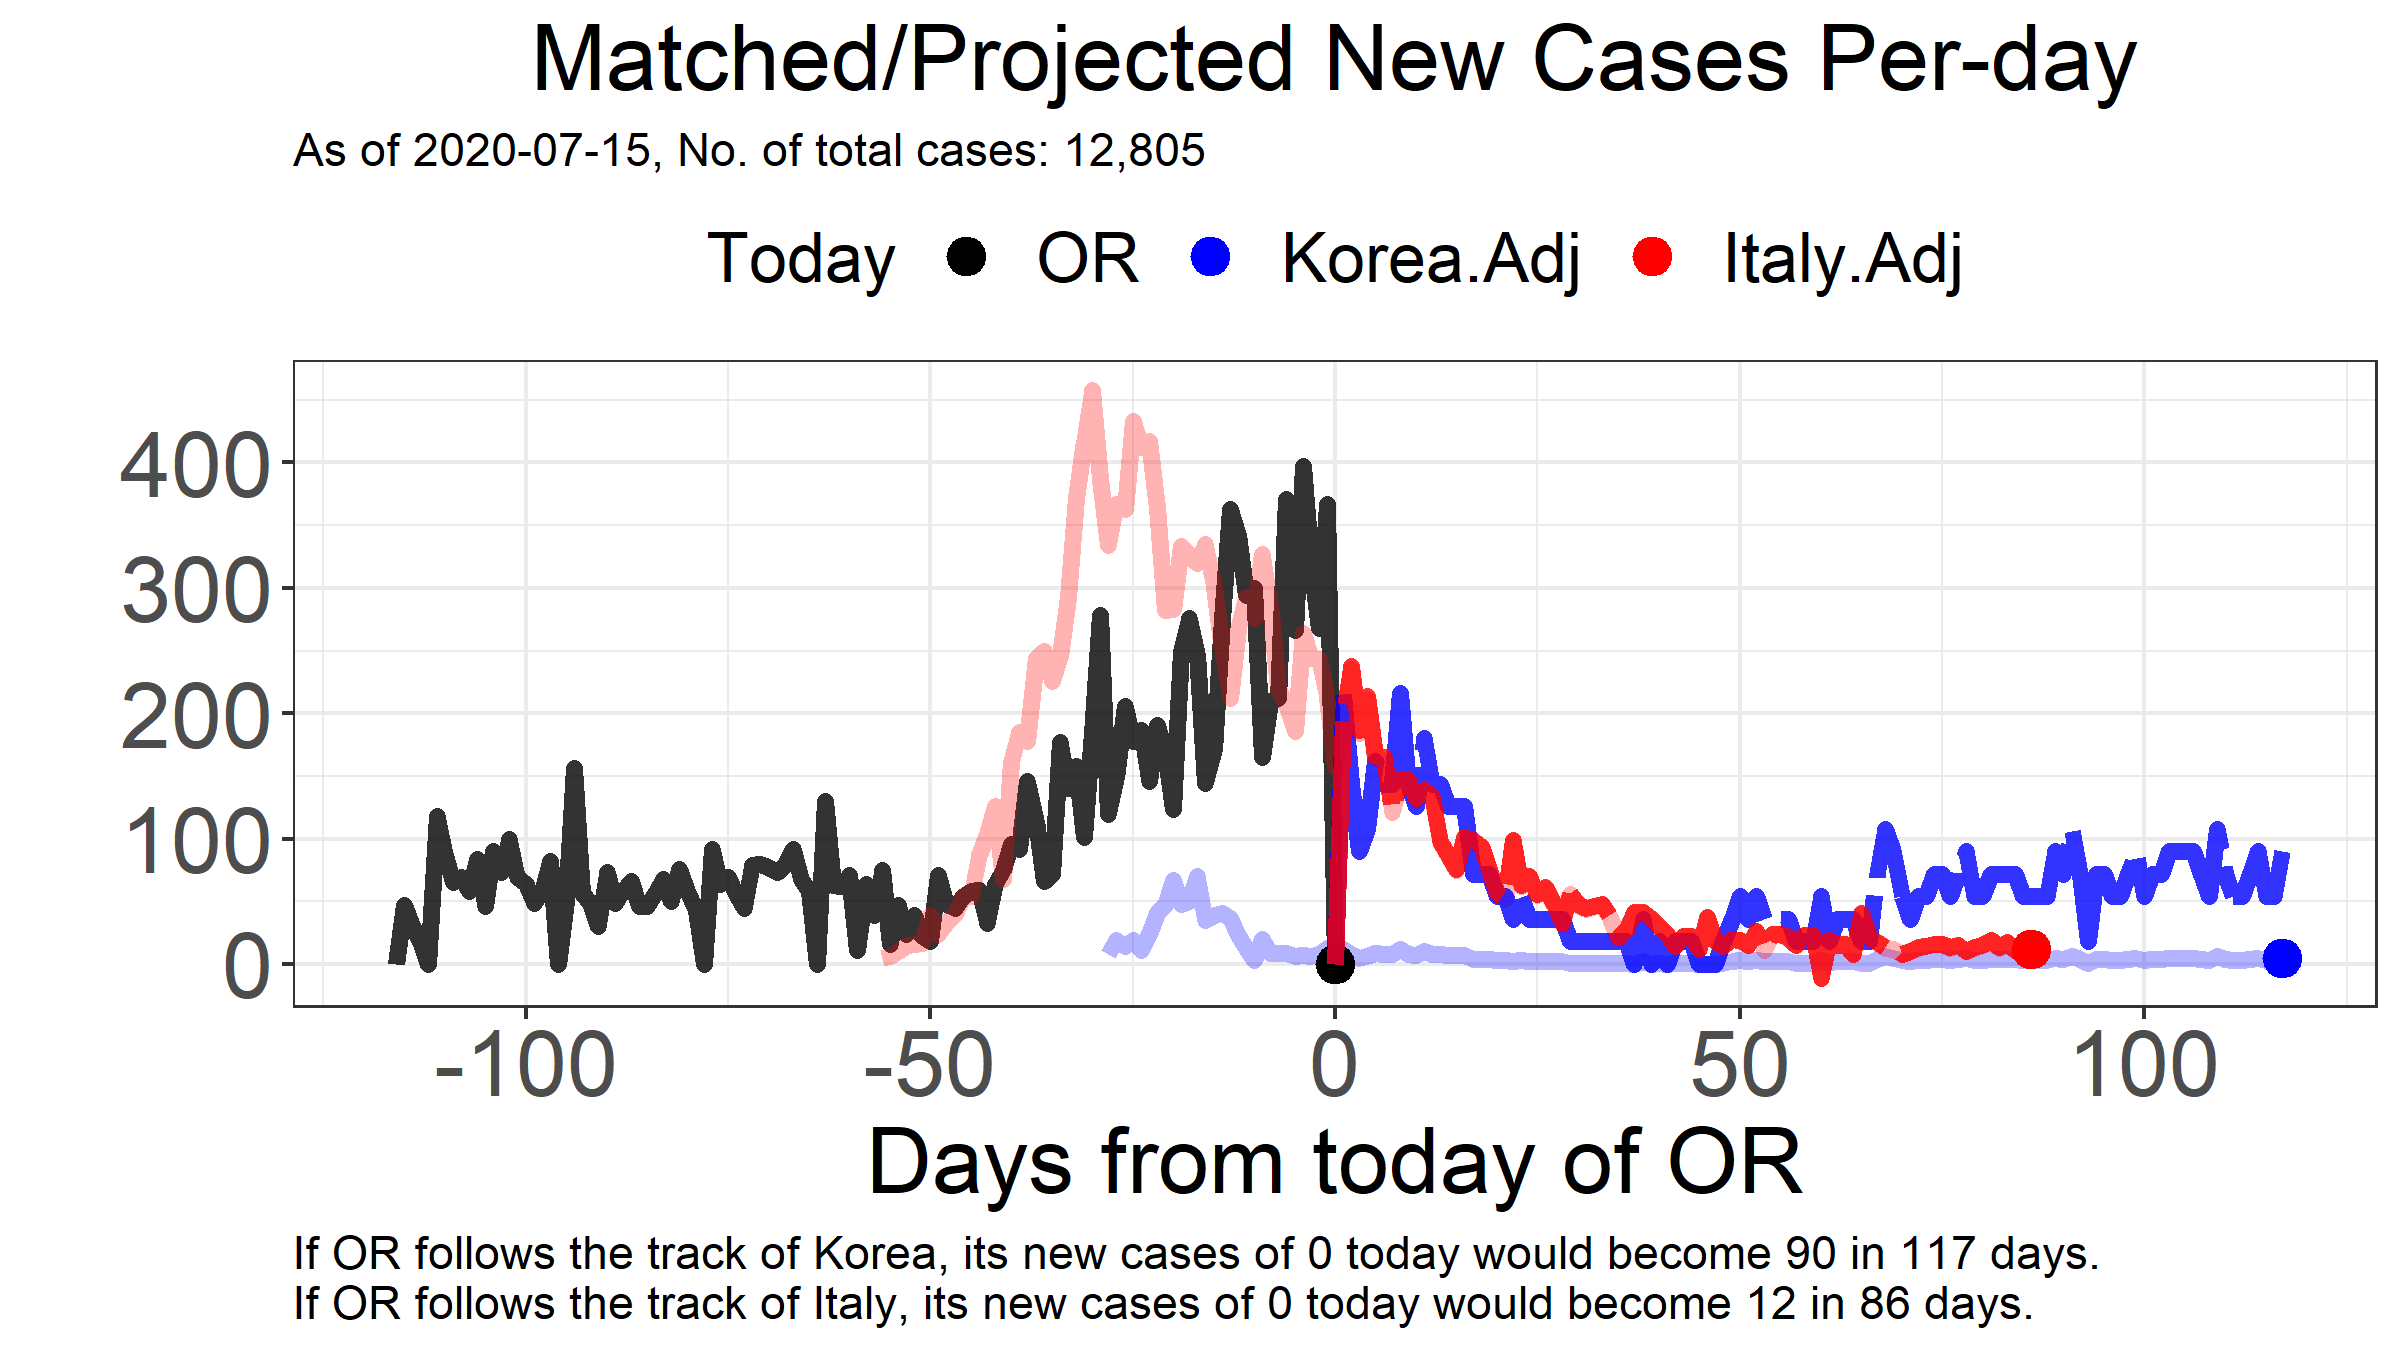 Matched/Projected New Cases Per-day
As of 2020-07-15, No. of total cases: 12,805
Today OR Korea.Adj Italy.Adj
400
300
200
100
0
-100 -50 0 50 100
Days from today of OR
If OR follows the track of Korea, its new cases of 0 today would become 90 in 117 days.
If OR follows the track of Italy, its new cases of 0 today would become 12 in 86 days.